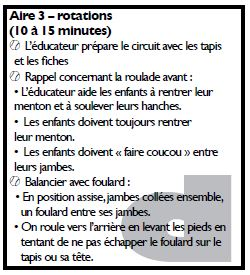 Aire 3 – rotations
(10 à 15 minutes)
L'éducateur prépare le circuit avec les tapis
et les fiches
Rappel concernant la roulade avant :
• L'éducateur aide les enfants à rentrer leur
menton et à soulever leurs hanches.
• Les enfants doivent toujours rentrer
leur menton.
• Les enfants doivent « faire coucou » entre
leurs jambes.
Balancier avec foulard :
• En position assise, jambes collées ensemble,
un foulard entre ses jambes.
• On roule vers l'arrière en levant les pieds en
tentant de ne pas échapper le foulard sur le
tapis ou sa tête.
d